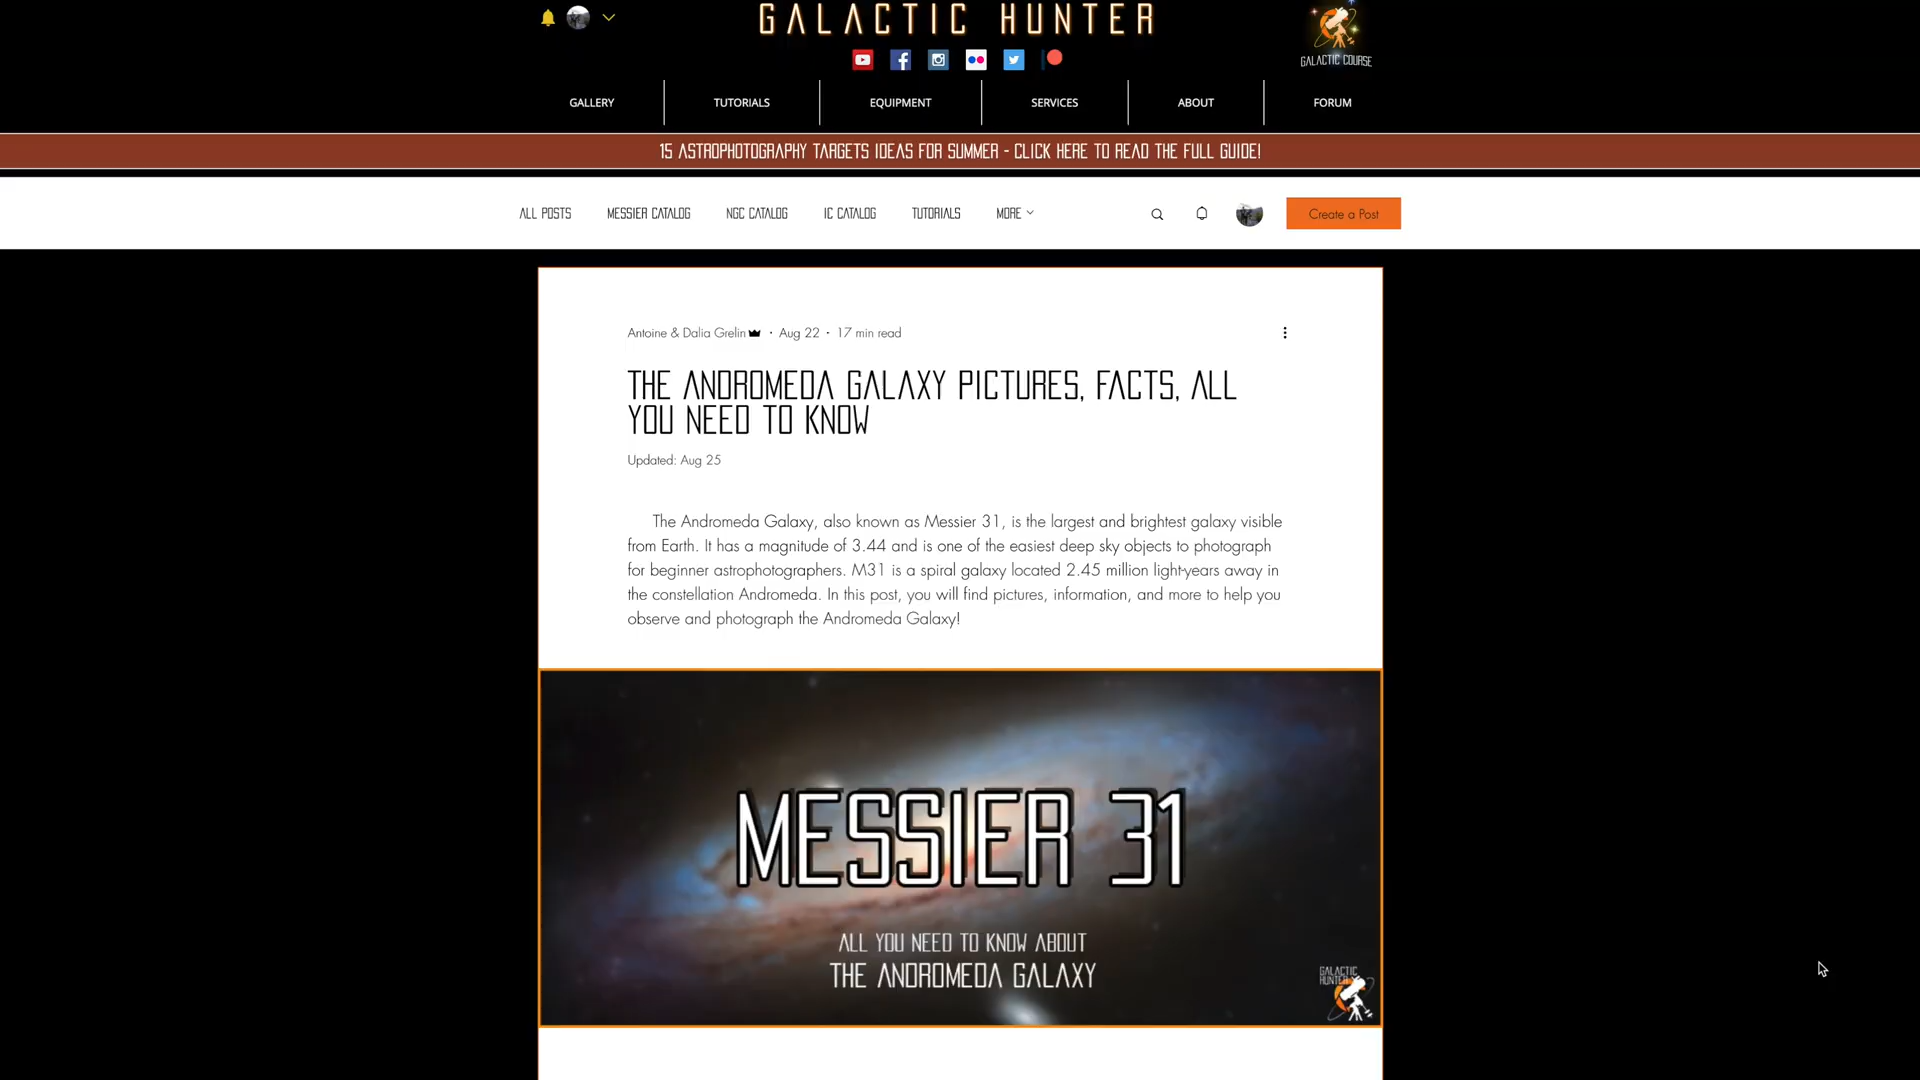 GALACTIC HUNTER
GALACTIC COURSE
GALLERY
TUTORIALS
EQUIPMENT
SERVICES
ABOUT
FORUM
15 ASTROPHOTOGRAPHY TARGETS IDEAS FOR SUMMER - CLICK HERE TO READ THE FULL GUIDE!
ALL POSTS
MESSIER CATALOG
NGC CATALOG
IC CATALOG
TUTORIALS
MORE
Create a Post
Antoine & Dalia Grelin · Aug 22 · 17 min read
THE ANDROMEDA GALAXY PICTURES, FACTS, ALL
YOU NEED TO KNOW
Updated: Aug 25
The Andromeda Galaxy, also known as Messier 31, is the largest and brightest galaxy visible
from Earth. It has a magnitude of 3.44 and is one of the easiest deep sky objects to photograph
for beginner astrophotographers. M31 is a spiral galaxy located 2.45 million light-years away in
the constellation Andromeda. In this post, you will find pictures, information, and more to help you
observe and photograph the Andromeda Galaxy!
MESSIER 31
ALL YOU NEED TO KNOW ABOUT
THE ANDROMEDA GALAXY
GALACTIC
HUNTER